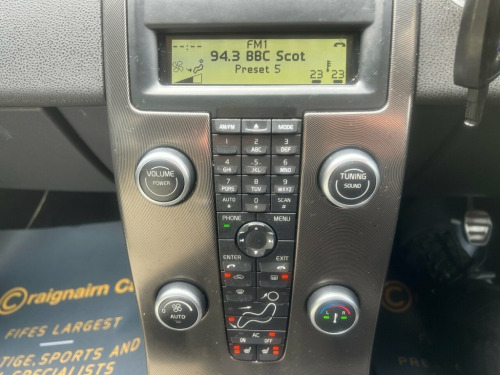 --:--
FM1
94.3 BBC Scot
Preset 5
23 23
AM/FM MODE
1 2 ABC 3 DEF
4 GHI 5 JKL 6 MNO
7 PQRS 8 TUV 9 WXYZ
AUTO * 0 SCAN #
VOLUME
POWER
TUNING
SOUND
PHONE MENU
ENTER EXIT
AUTO
L R
AC
ON OFF
©raignairn Ca
FIFES LARGEST
TIGE, SPORTS AND